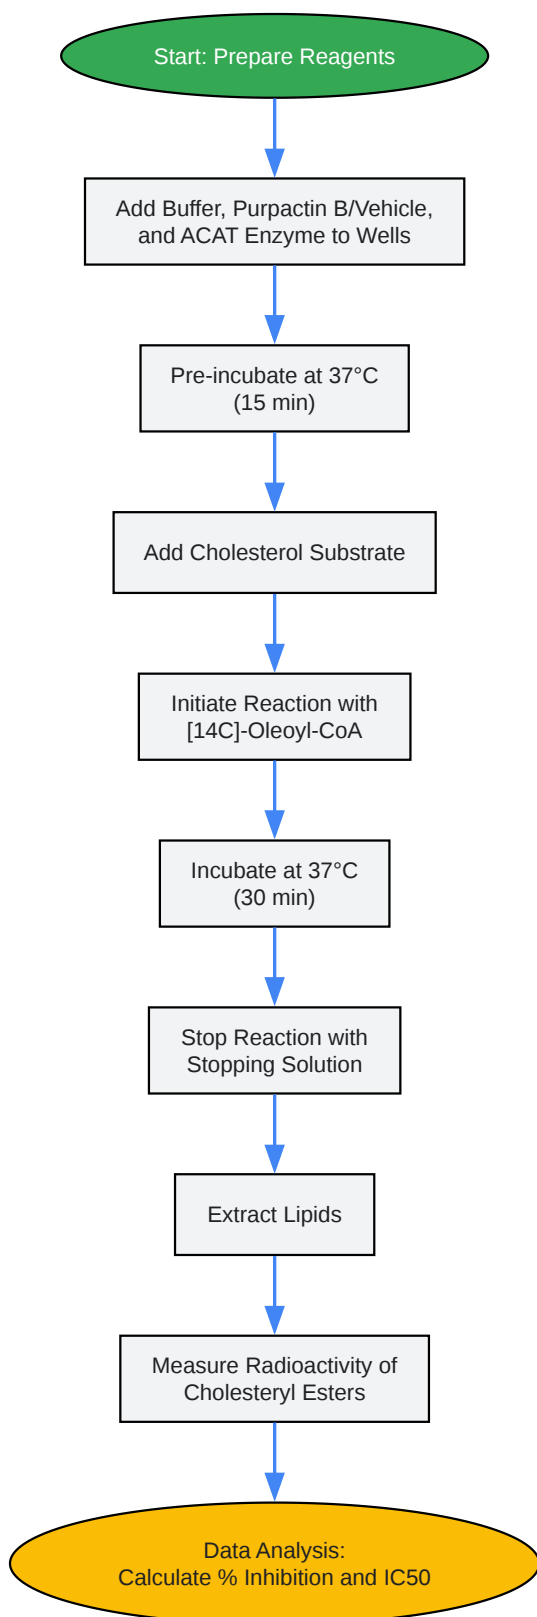 Start: Prepare Reagents
Add Buffer, Purpactin B/Vehicle,
and ACAT Enzyme to Wells
Pre-incubate at 37°C
(15 min)
Add Cholesterol Substrate
Initiate Reaction with
[14C]-Oleoyl-CoA
Incubate at 37°C
(30 min)
Stop Reaction with
Stopping Solution
Extract Lipids
Measure Radioactivity of
Cholesteryl Esters
Data Analysis:
Calculate % Inhibition and IC50